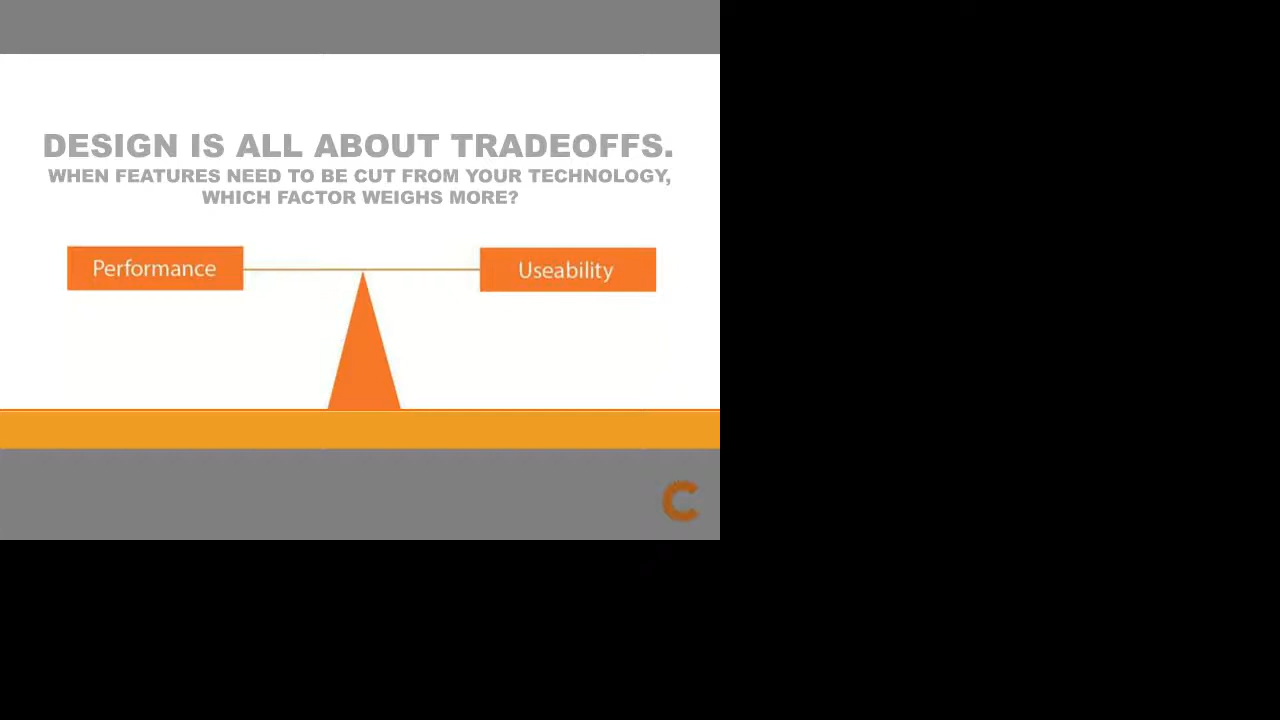 DESIGN IS ALL ABOUT TRADEOFFS.
WHEN FEATURES NEED TO BE CUT FROM YOUR TECHNOLOGY,
WHICH FACTOR WEIGHS MORE?
Performance
Useability
C